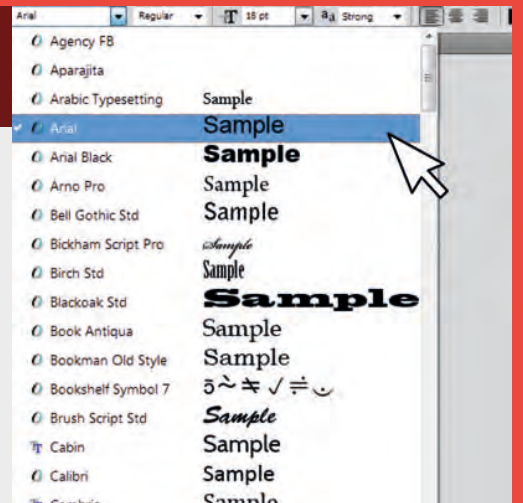 Arial Regular T 18 pt aa Strong
Agency FB
Aparajita
Arabic Typesetting Sample
Arial Sample
Arial Black Sample
Arno Pro Sample
Bell Gothic Std Sample
Bickham Script Pro Sample
Birch Std Sample
Blackoak Std Sample
Book Antiqua Sample
Bookman Old Style Sample
Bookshelf Symbol 7
Brush Script Std Sample
Cabin Sample
Calibri Sample
Cambria Sample